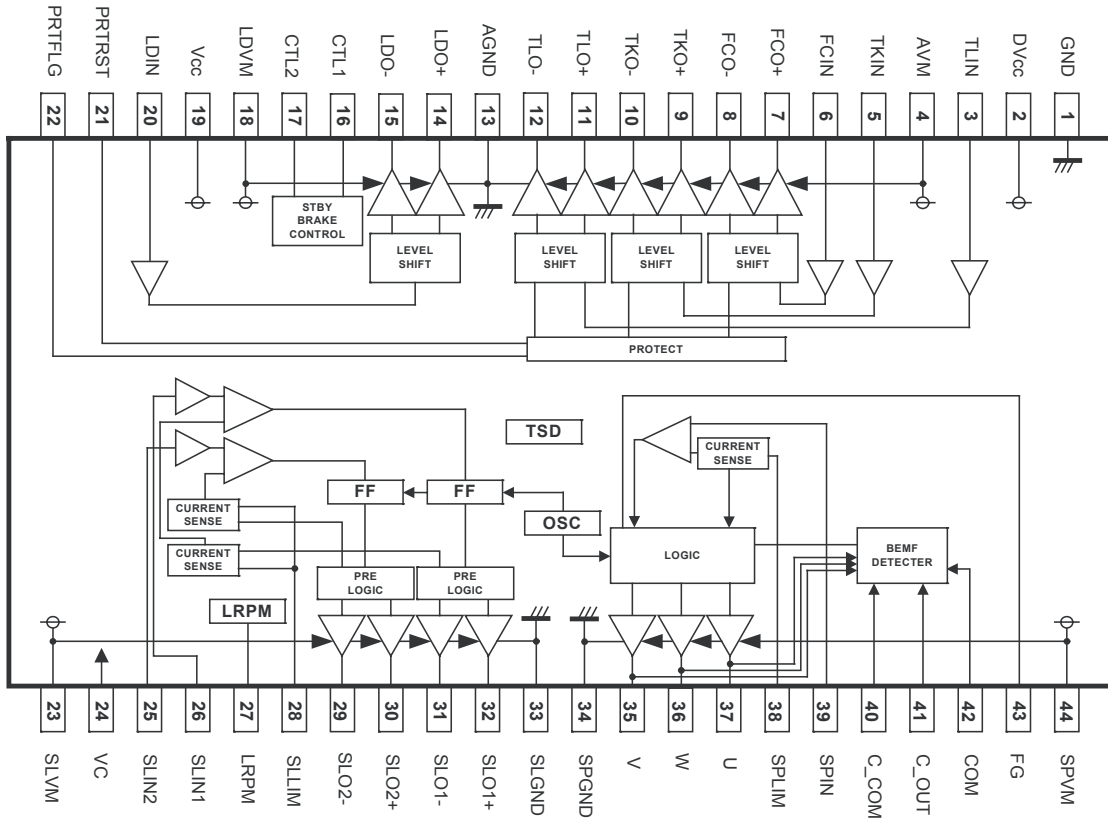 PRTFLG PRTRST LDIN Vcc LDVM CTL2 CTL1 LDO- LDO+ AGND TLO- TLO+ TKO- TKO+ FCO- FCO+ FCIN TKIN AVM TLIN DVcc GND
22 21 20 19 18 17 16 15 14 13 12 11 10 9 8 7 6 5 4 3 2 1
STBY
BRAKE
CONTROL
LEVEL
SHIFT
LEVEL
SHIFT
LEVEL
SHIFT
LEVEL
SHIFT
PROTECT
TSD
CURRENT
SENSE
FF FF
CURRENT
SENSE
OSC
CURRENT
SENSE
LOGIC
BEMF
DETECTER
PRE
LOGIC
PRE
LOGIC
LRPM
23 24 25 26 27 28 29 30 31 32 33 34 35 36 37 38 39 40 41 42 43 44
SLVM VC SLIN2 SLIN1 LRPM SLLIM SLO2- SLO2+ SLO1- SLO1+ SLGND SPGND V W U SPLIM SPIN C_COM C_OUT COM FG SPVM